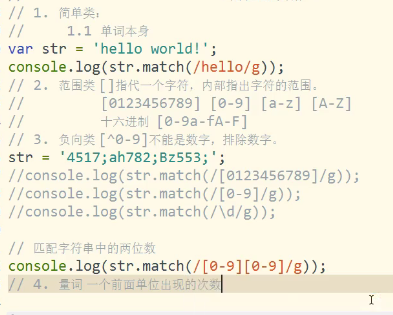 // 1. 简单类:
//     1.1 单词本身
var str = 'hello world!';
console.log(str.match(/hello/g));
// 2. 范围类 []指代一个字符，内部指出字符的范围。
//      [0123456789] [0-9] [a-z] [A-Z]
//      十六进制 [0-9a-fA-F]
// 3. 负向类 [^0-9]不能是数字，排除数字。
str = '4517;ah782;Bz553;';
//console.log(str.match(/[0123456789]/g));
//console.log(str.match(/[0-9]/g));
//console.log(str.match(/\d/g));
// 匹配字符串中的两位数
console.log(str.match(/[0-9][0-9]/g));
// 4. 量词 一个前面单位出现的次数